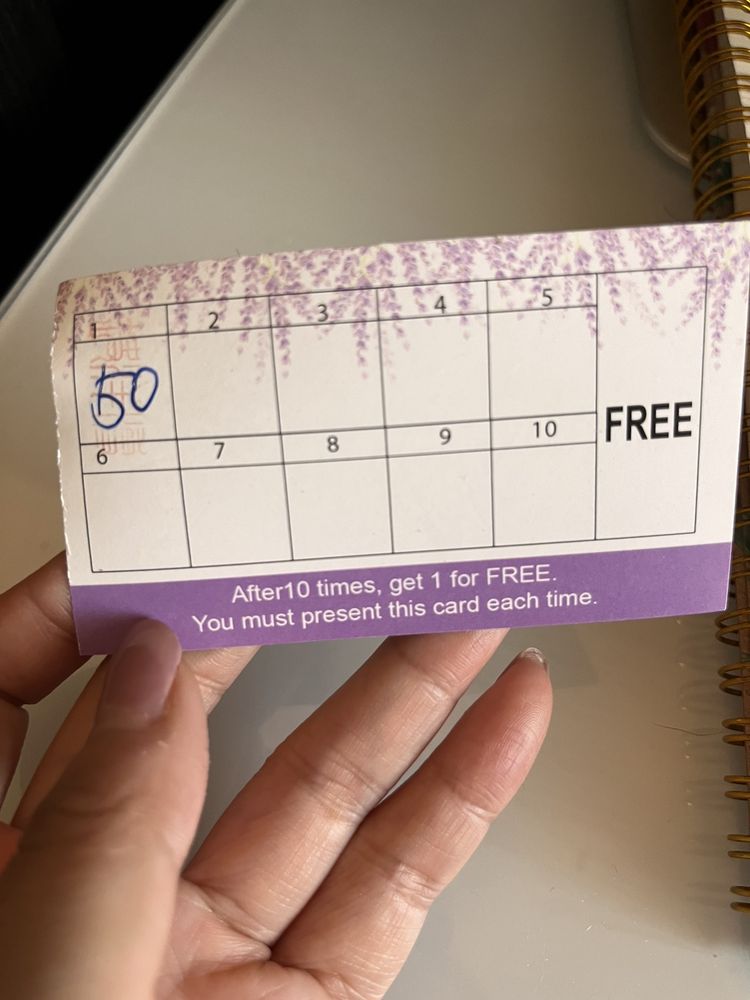 1 2 3 4 5
50
FREE
6 7 8 9 10
After10 times, get 1 for FREE.
You must present this card each time.